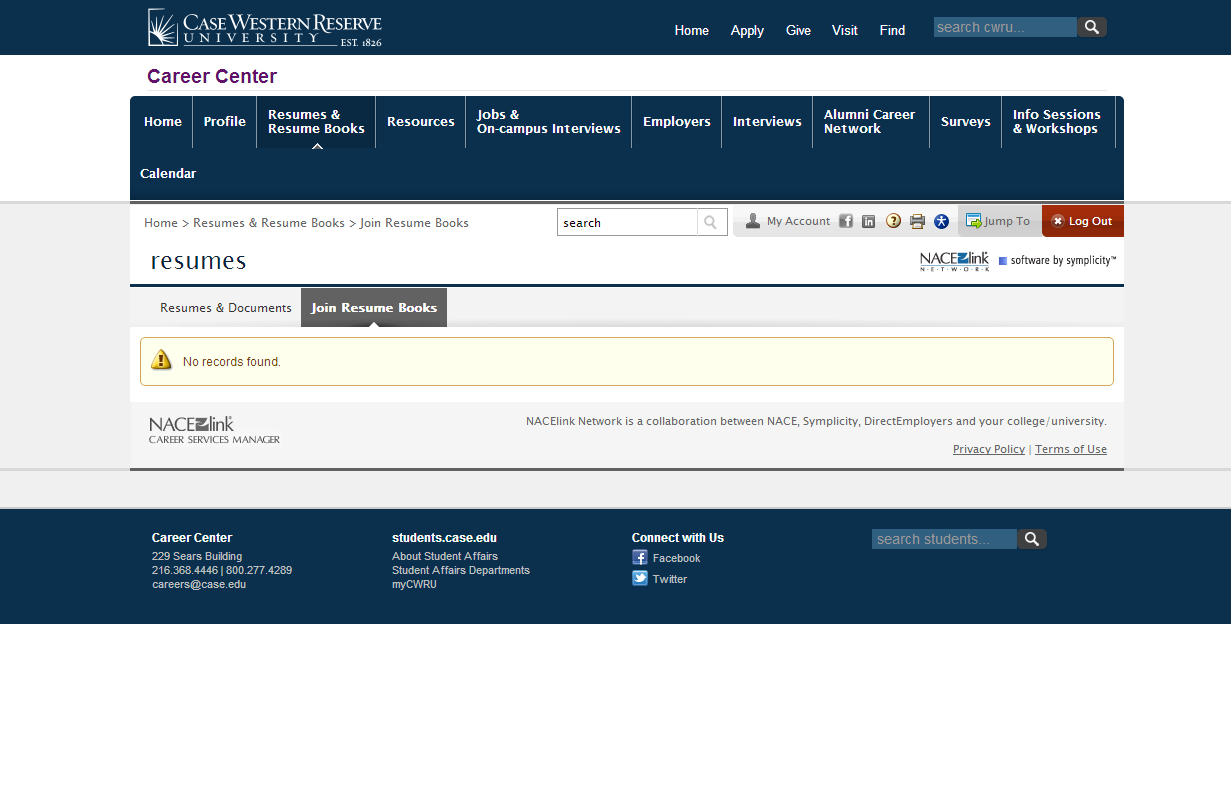 CASE WESTERN RESERVE
UNIVERSITY EST. 1826
Home Apply Give Visit Find search cwru...
Career Center
Home Profile Resumes & Resume Books Resources Jobs & On-campus Interviews Employers Interviews Alumni Career Network Surveys Info Sessions & Workshops
Calendar
Home > Resumes & Resume Books > Join Resume Books search My Account Jump To Log Out
resumes
NACElink NETWORK software by symplicity™
Resumes & Documents Join Resume Books
No records found.
NACElink
CAREER SERVICES MANAGER
NACElink Network is a collaboration between NACE, Symplicity, DirectEmployers and your college/university.
Privacy Policy | Terms of Use
Career Center
229 Sears Building
216.368.4446 | 800.277.4289
careers@case.edu
students.case.edu
About Student Affairs
Student Affairs Departments
myCWRU
Connect with Us
Facebook
Twitter
search students...